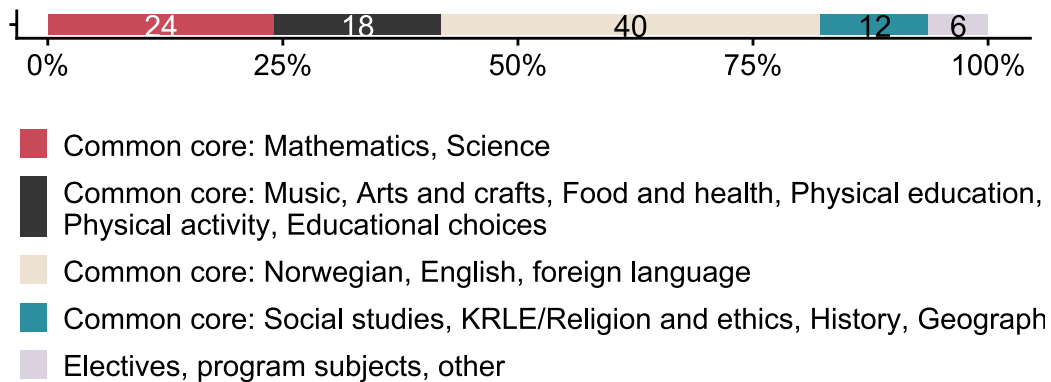 24 18 40 12 6
0% 25% 50% 75% 100%
Common core: Mathematics, Science
Common core: Music, Arts and crafts, Food and health, Physical education,
Physical activity, Educational choices
Common core: Norwegian, English, foreign language
Common core: Social studies, KRLE/Religion and ethics, History, Geograph
Electives, program subjects, other